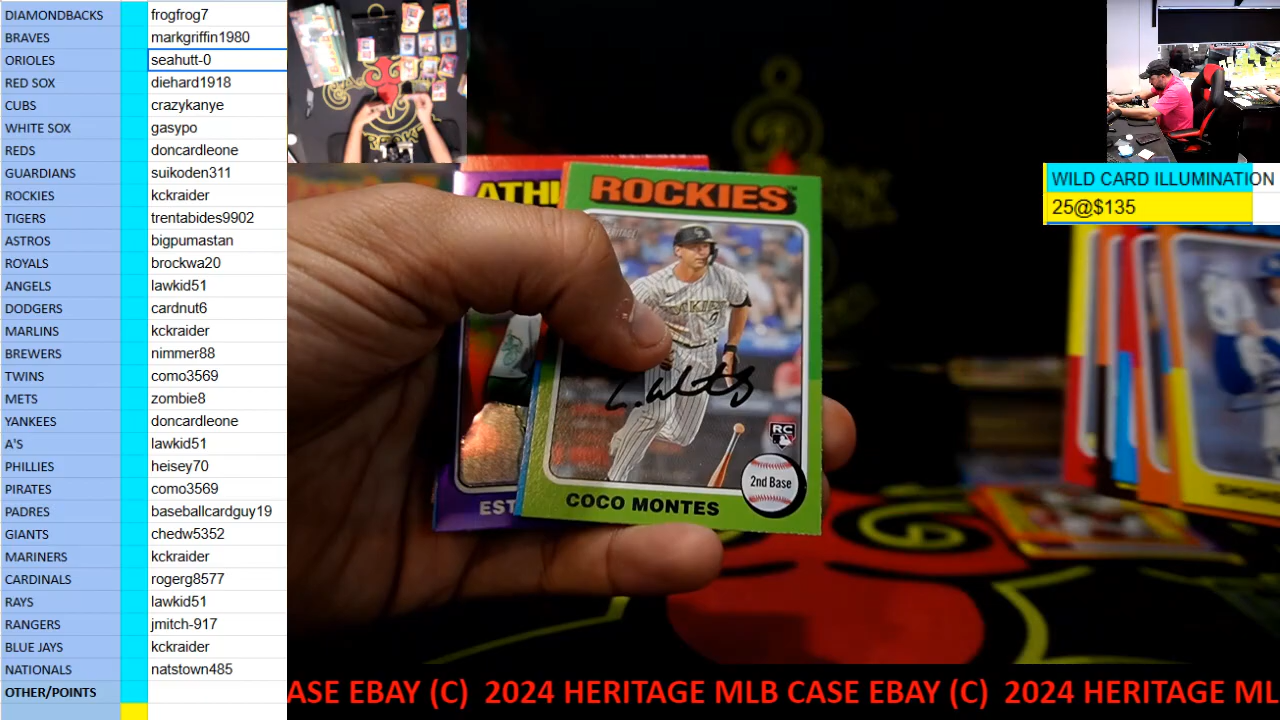 DIAMONDBACKS frogfrog7
BRAVES markgriffin1980
ORIOLES seahutt-0
RED SOX diehard1918
CUBS crazykanye
WHITE SOX gasypo
REDS doncardleone
GUARDIANS suikoden311
ROCKIES kckraider
TIGERS trentabides9902
ASTROS bigpumastan
ROYALS brockwa20
ANGELS lawkid51
DODGERS cardnut6
MARLINS kckraider
BREWERS nimmer88
TWINS como3569
METS zombie8
YANKEES doncardleone
A'S lawkid51
PHILLIES heisey70
PIRATES como3569
PADRES baseballcardguy19
GIANTS chedw5352
MARINERS kckraider
CARDINALS rogerg8577
RAYS lawkid51
RANGERS jmitch-917
BLUE JAYS kckraider
NATIONALS natstown485
OTHER/POINTS
WILD CARD ILLUMINATION
25@$135
ATHL
ROCKIES
RC
2nd Base
COCO MONTES
EST
ASE EBAY (C) 2024 HERITAGE MLB CASE EBAY (C) 2024 HERITAGE ML